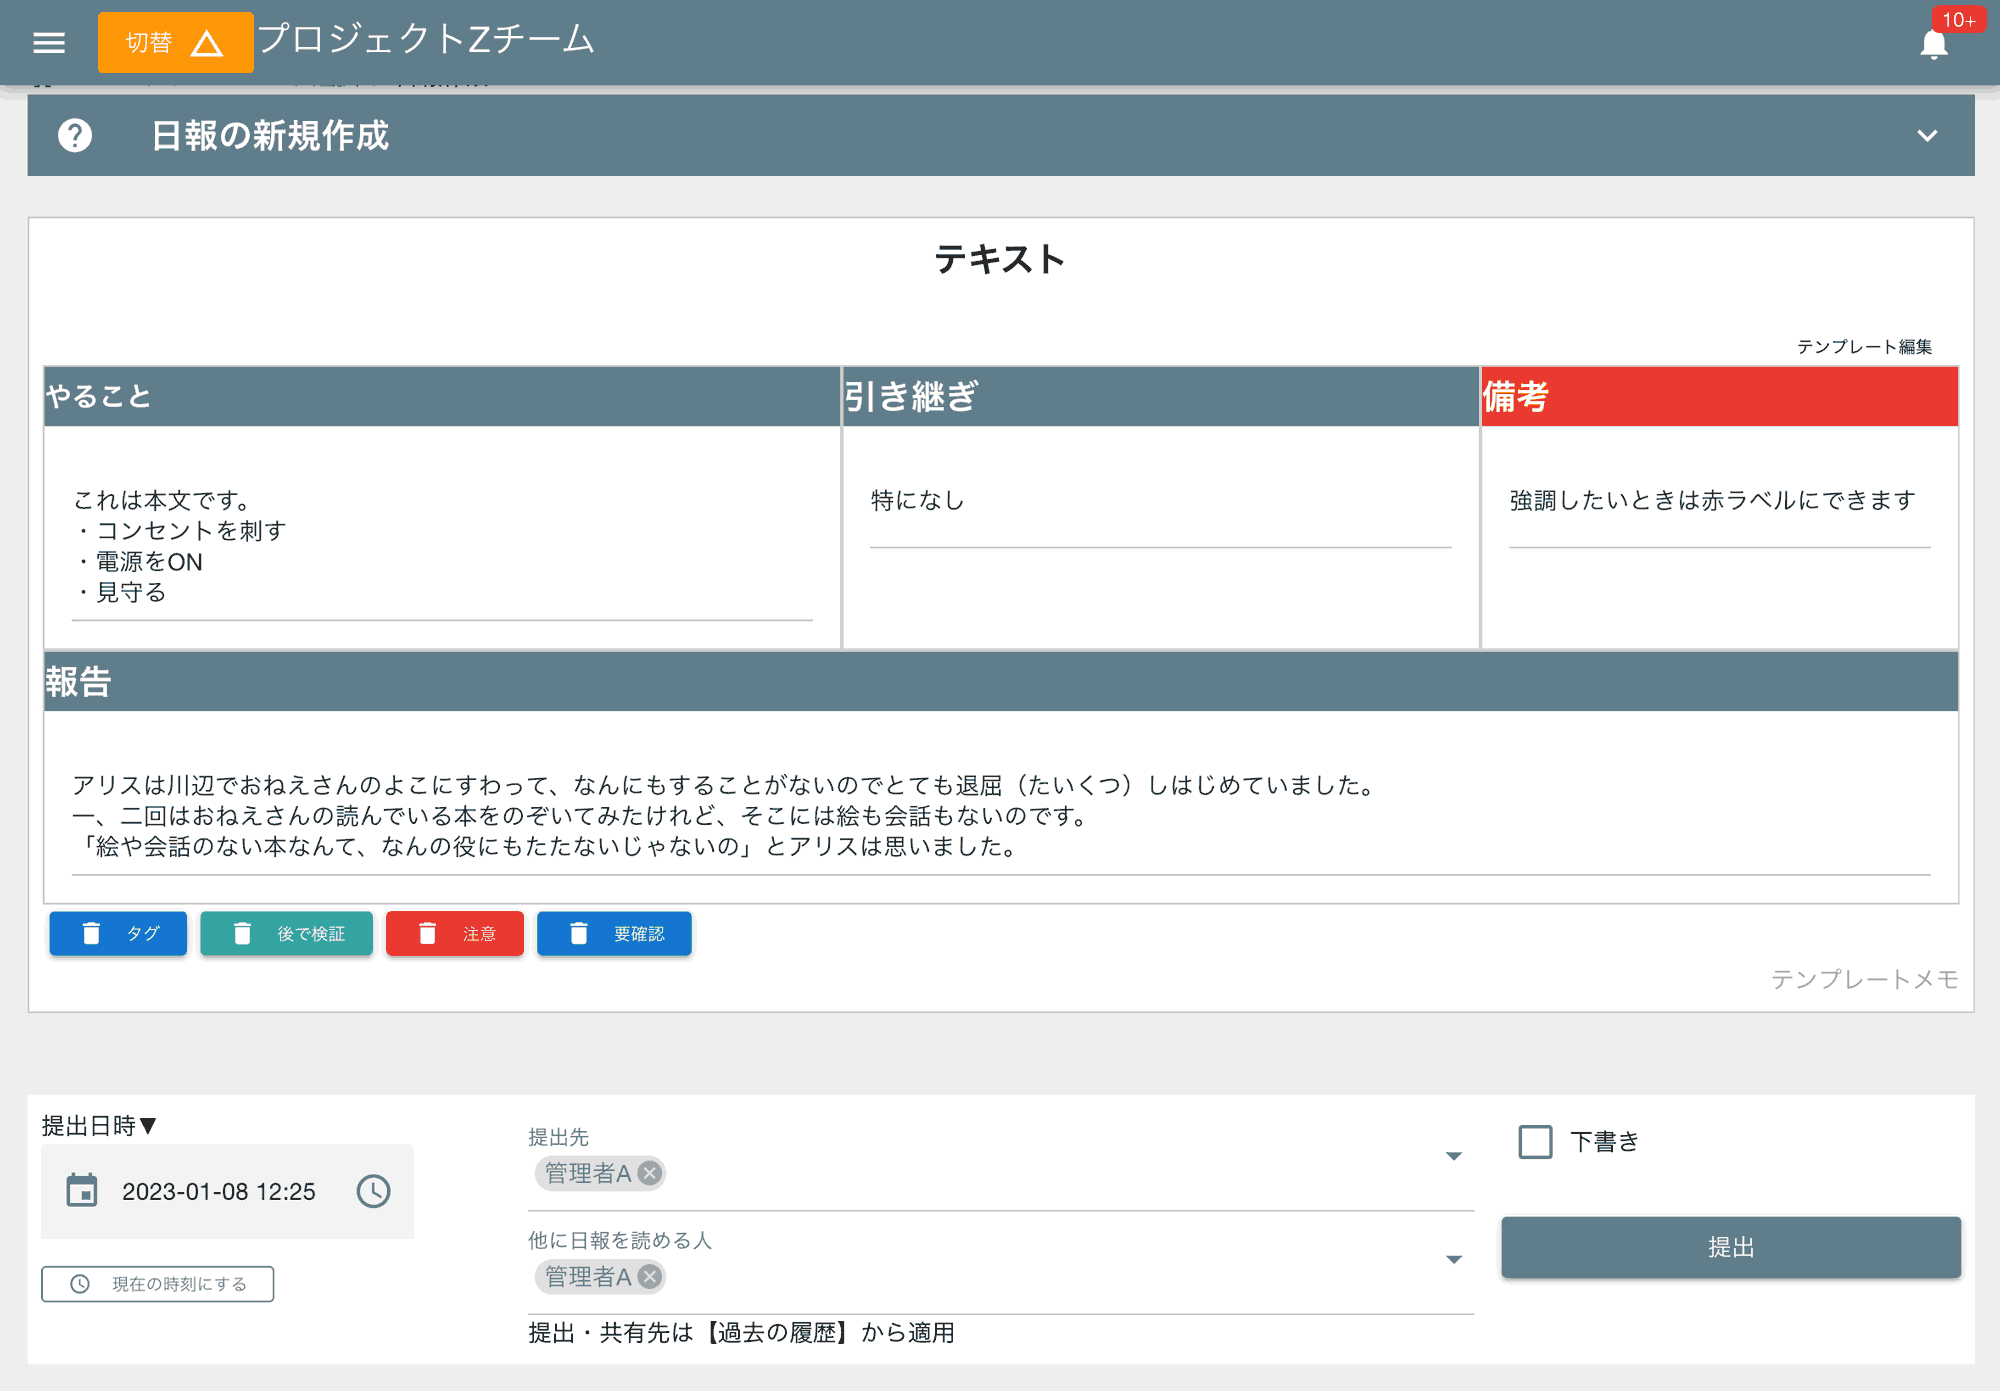 切替
プロジェクトZチーム
10+
日報の新規作成
テキスト
テンプレート編集
やること
引き継ぎ
備考
これは本文です。
・コンセントを刺す
・電源をON
・見守る
特になし
強調したいときは赤ラベルにできます
報告
アリスは川辺でおねえさんのよこにすわって、なんにもすることがないのでとても退屈（たいくつ）しはじめていました。
一、二回はおねえさんの読んでいる本をのぞいてみたけれど、そこには絵も会話もないのです。
「絵や会話のない本なんて、なんの役にもたたないじゃないの」とアリスは思いました。
タグ
後で検証
注意
要確認
テンプレートメモ
提出日時▼
2023-01-08 12:25
現在の時刻にする
提出先
管理者A
他に日報を読める人
管理者A
提出・共有先は【過去の履歴】から適用
下書き
提出